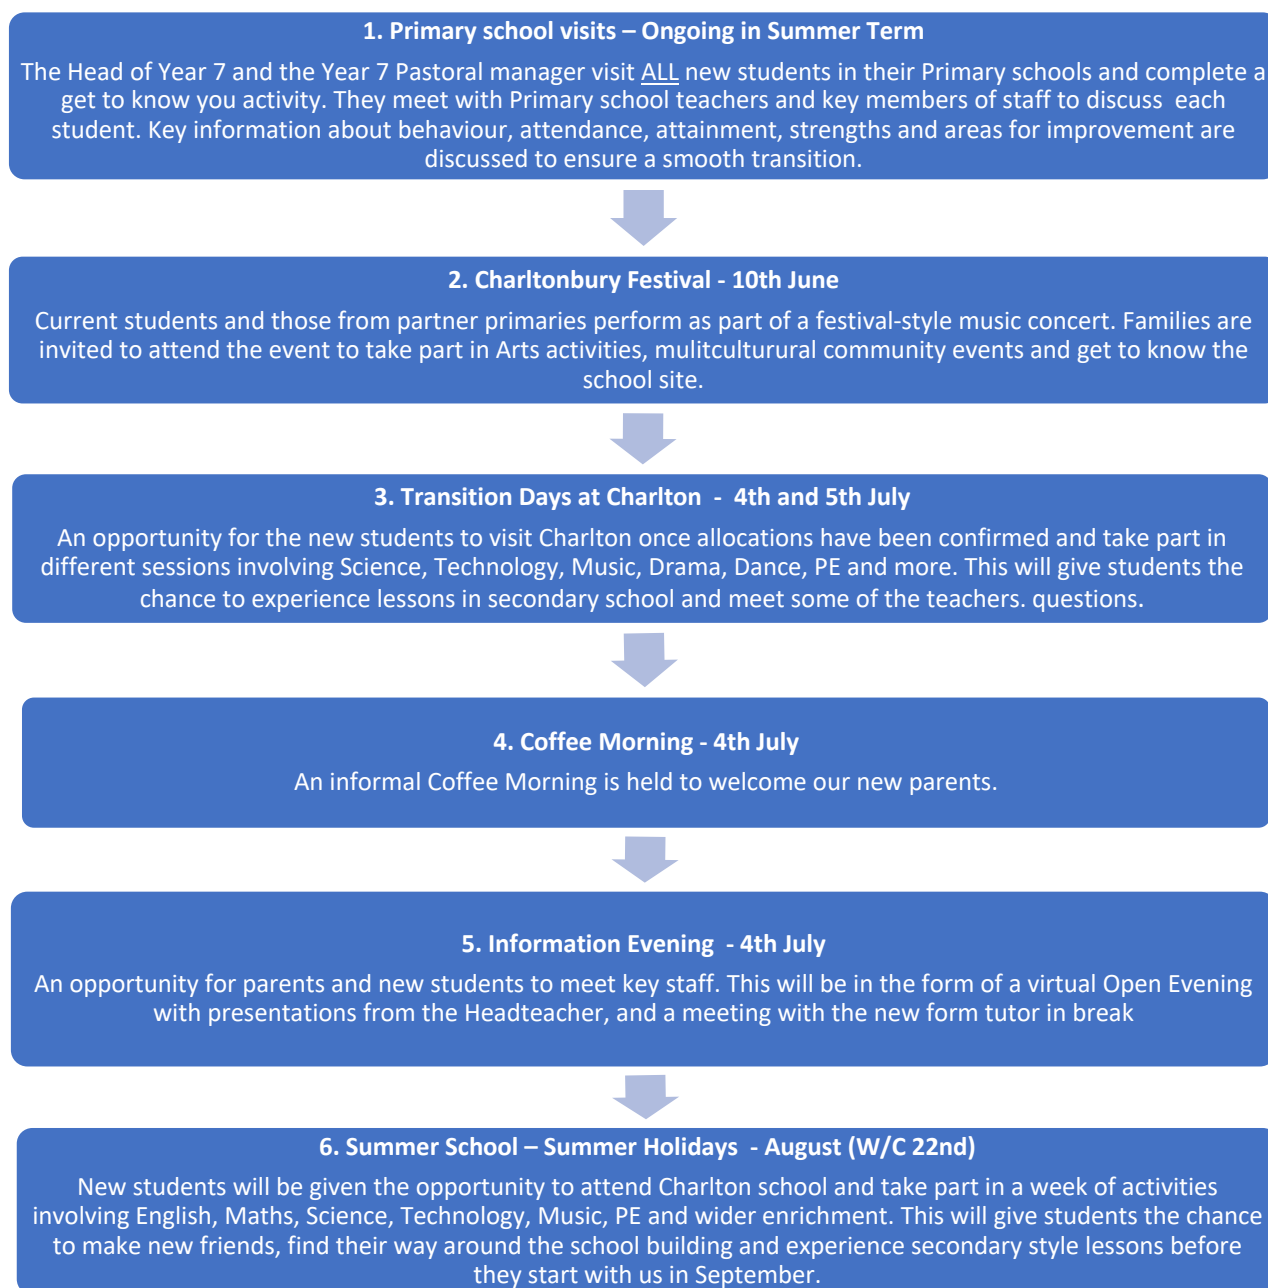 1. Primary school visits – Ongoing in Summer Term
The Head of Year 7 and the Year 7 Pastoral manager visit ALL new students in their Primary schools and complete a
get to know you activity. They meet with Primary school teachers and key members of staff to discuss  each
student. Key information about behaviour, attendance, attainment, strengths and areas for improvement are
discussed to ensure a smooth transition.
2. Charltonbury Festival - 10th June
Current students and those from partner primaries perform as part of a festival-style music concert. Families are
invited to attend the event to take part in Arts activities, mulitculturural community events and get to know the
school site.
3. Transition Days at Charlton  -  4th and 5th July
An opportunity for the new students to visit Charlton once allocations have been confirmed and take part in
different sessions involving Science, Technology, Music, Drama, Dance, PE and more. This will give students the
chance to experience lessons in secondary school and meet some of the teachers. questions.
4. Coffee Morning - 4th July
An informal Coffee Morning is held to welcome our new parents.
5. Information Evening  - 4th July
An opportunity for parents and new students to meet key staff. This will be in the form of a virtual Open Evening
with presentations from the Headteacher, and a meeting with the new form tutor in break
6. Summer School – Summer Holidays  - August (W/C 22nd)
New students will be given the opportunity to attend Charlton school and take part in a week of activities
involving English, Maths, Science, Technology, Music, PE and wider enrichment. This will give students the chance
to make new friends, find their way around the school building and experience secondary style lessons before
they start with us in September.